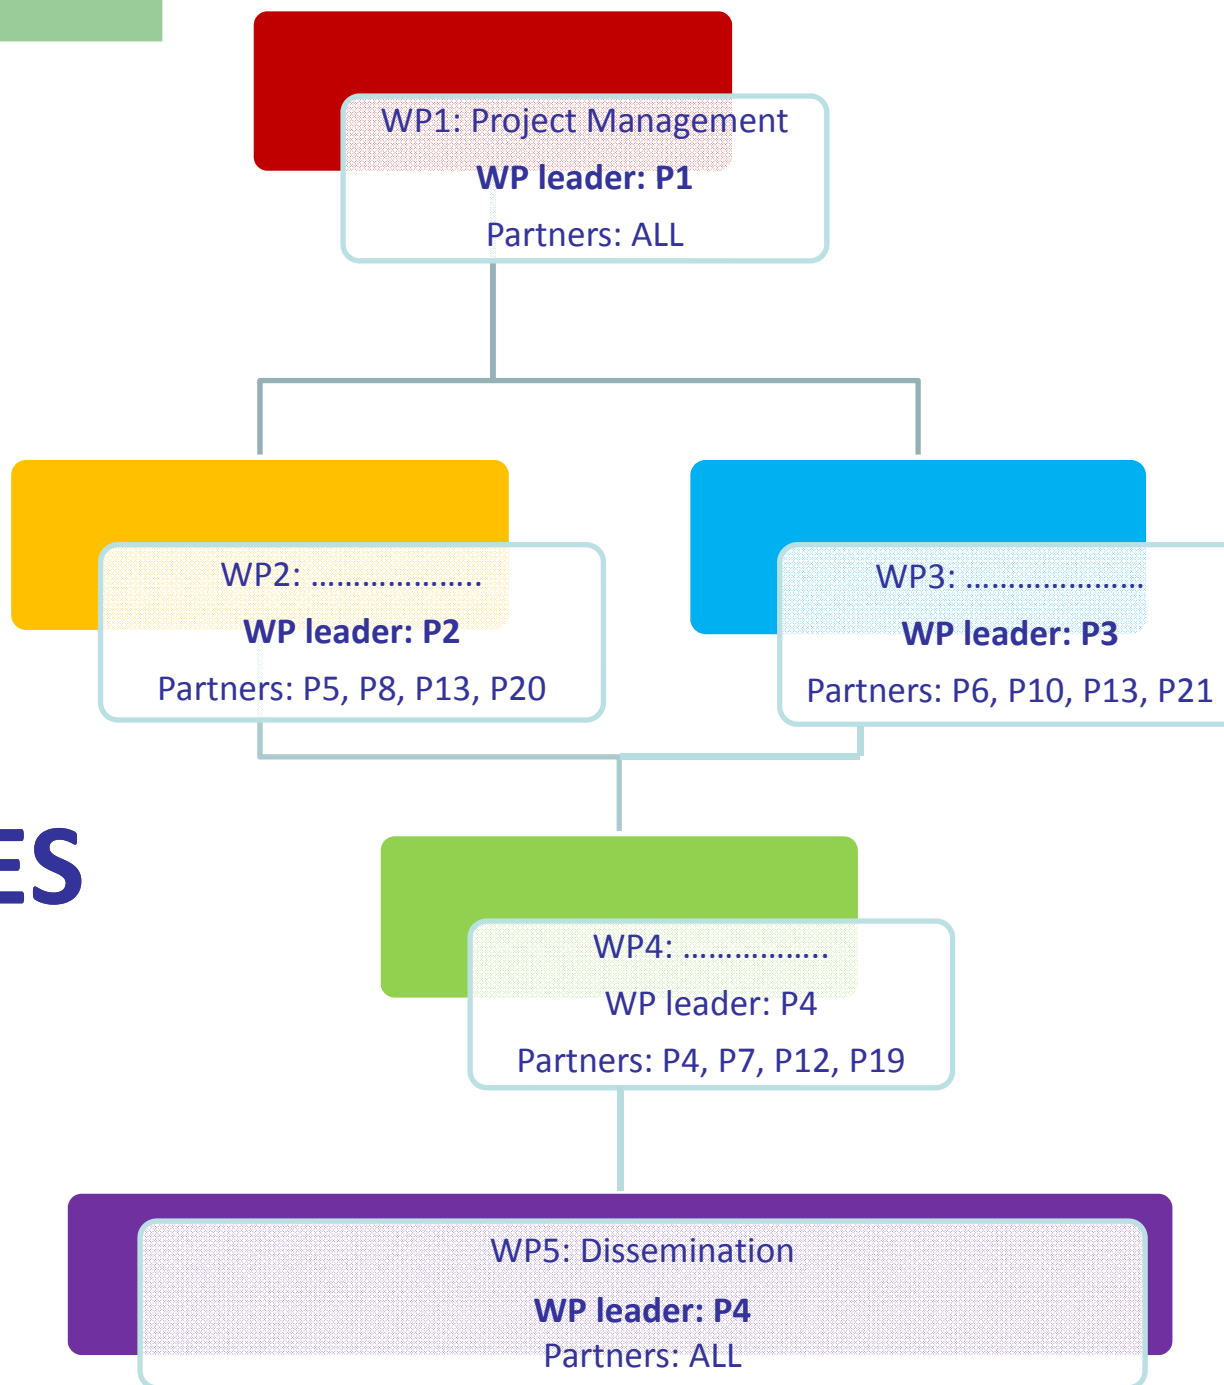 WP1: Project Management
WP leader: P1
Partners: ALL
WP2: ………………..
WP leader: P2
Partners: P5, P8, P13, P20
WP3: …………………
WP leader: P3
Partners: P6, P10, P13, P21
ES
WP4: ……………..
WP leader: P4
Partners: P4, P7, P12, P19
WP5: Dissemination
WP leader: P4
Partners: ALL